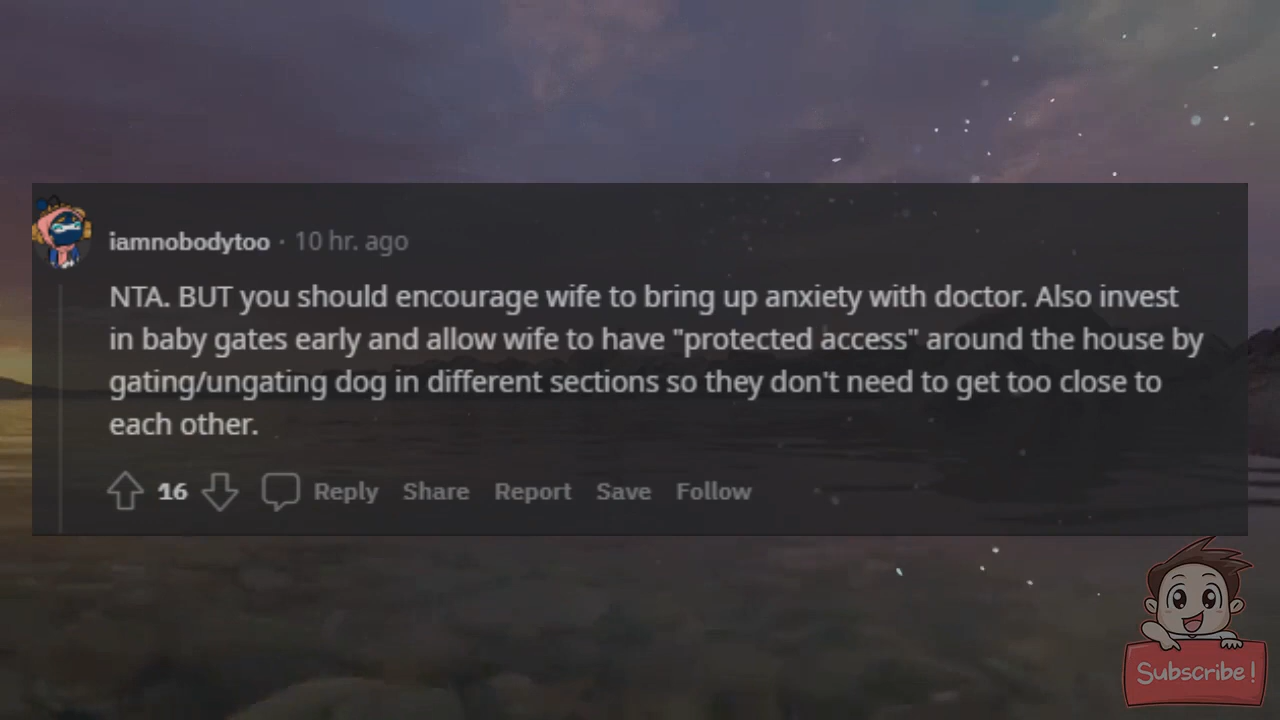 iamnobodytoo · 10 hr. ago
NTA. BUT you should encourage wife to bring up anxiety with doctor. Also invest
in baby gates early and allow wife to have "protected access" around the house by
gating/ungating dog in different sections so they don't need to get too close to
each other.
16 Reply Share Report Save Follow
Subscribe!